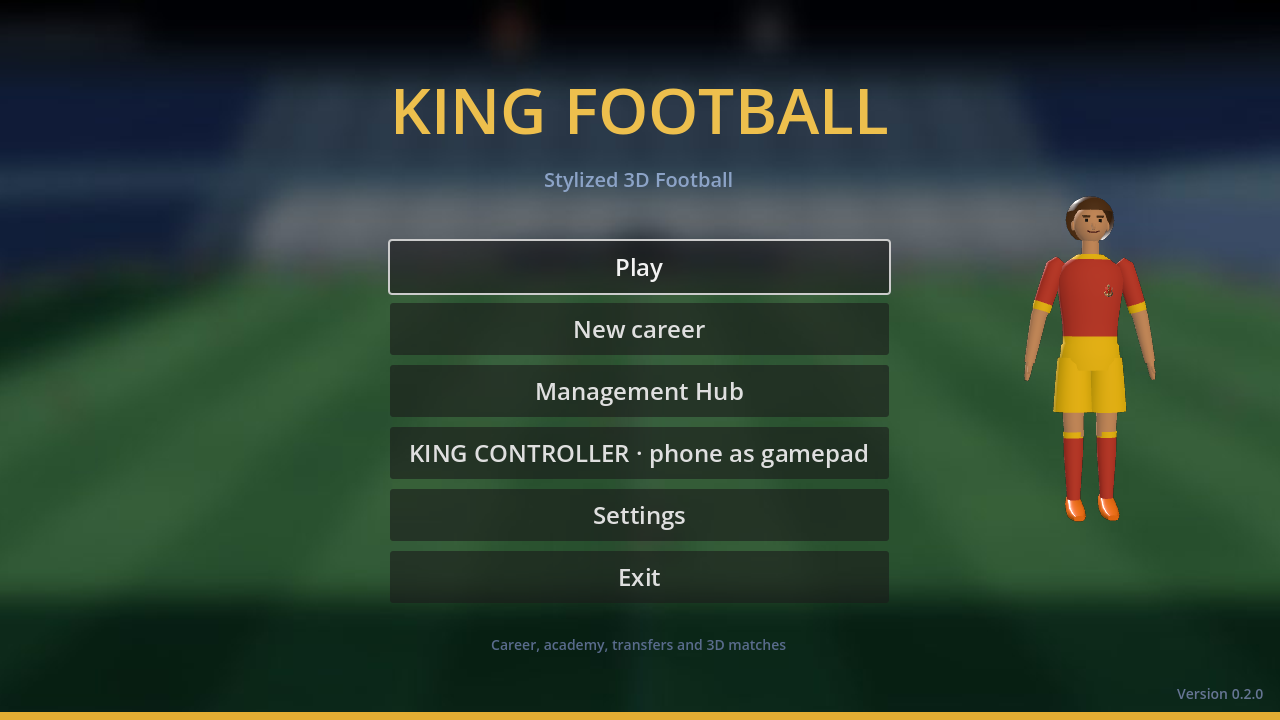 KING FOOTBALL
Stylized 3D Football
Play
New career
Management Hub
KING CONTROLLER · phone as gamepad
Settings
Exit
Career, academy, transfers and 3D matches
Version 0.2.0